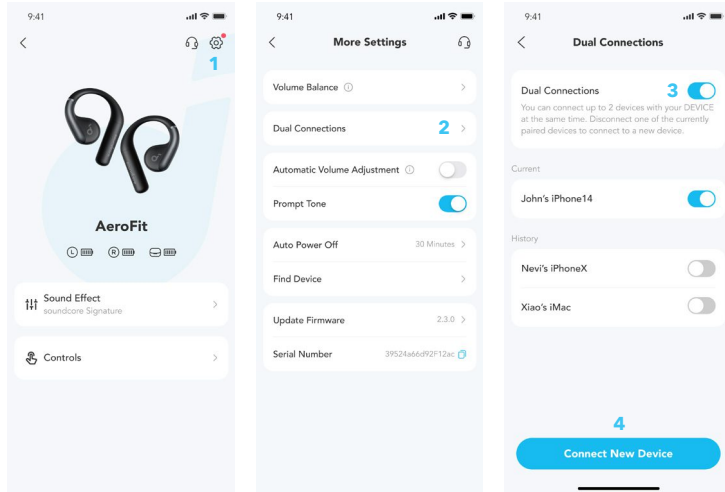 9:41
1
AeroFit
L
R
Sound Effect
soundcore Signature
Controls
9:41
More Settings
Volume Balance
Dual Connections 2
Automatic Volume Adjustment
Prompt Tone
Auto Power Off 30 Minutes
Find Device
Update Firmware 2.3.0
Serial Number 39524a66d92F12ac
9:41
Dual Connections
Dual Connections 3
You can connect up to 2 devices with your DEVICE
at the same time. Disconnect one of the currently
paired devices to connect to a new device.
Current
John's iPhone14
History
Nevi's iPhoneX
Xiao's iMac
4
Connect New Device